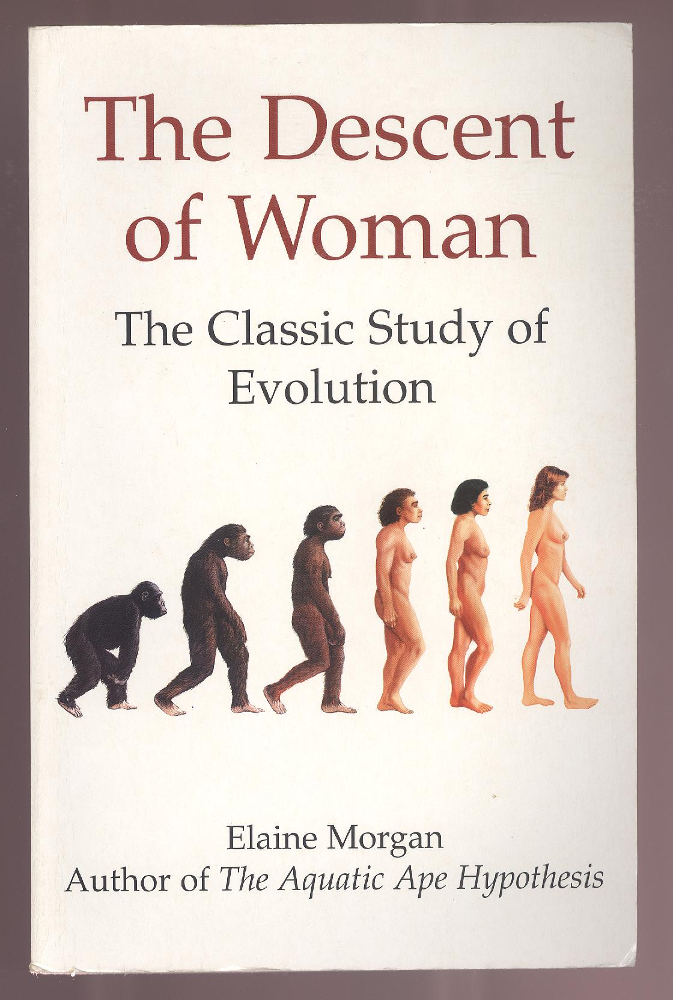 The Descent
of Woman
The Classic Study of
Evolution
Elaine Morgan
Author of The Aquatic Ape Hypothesis